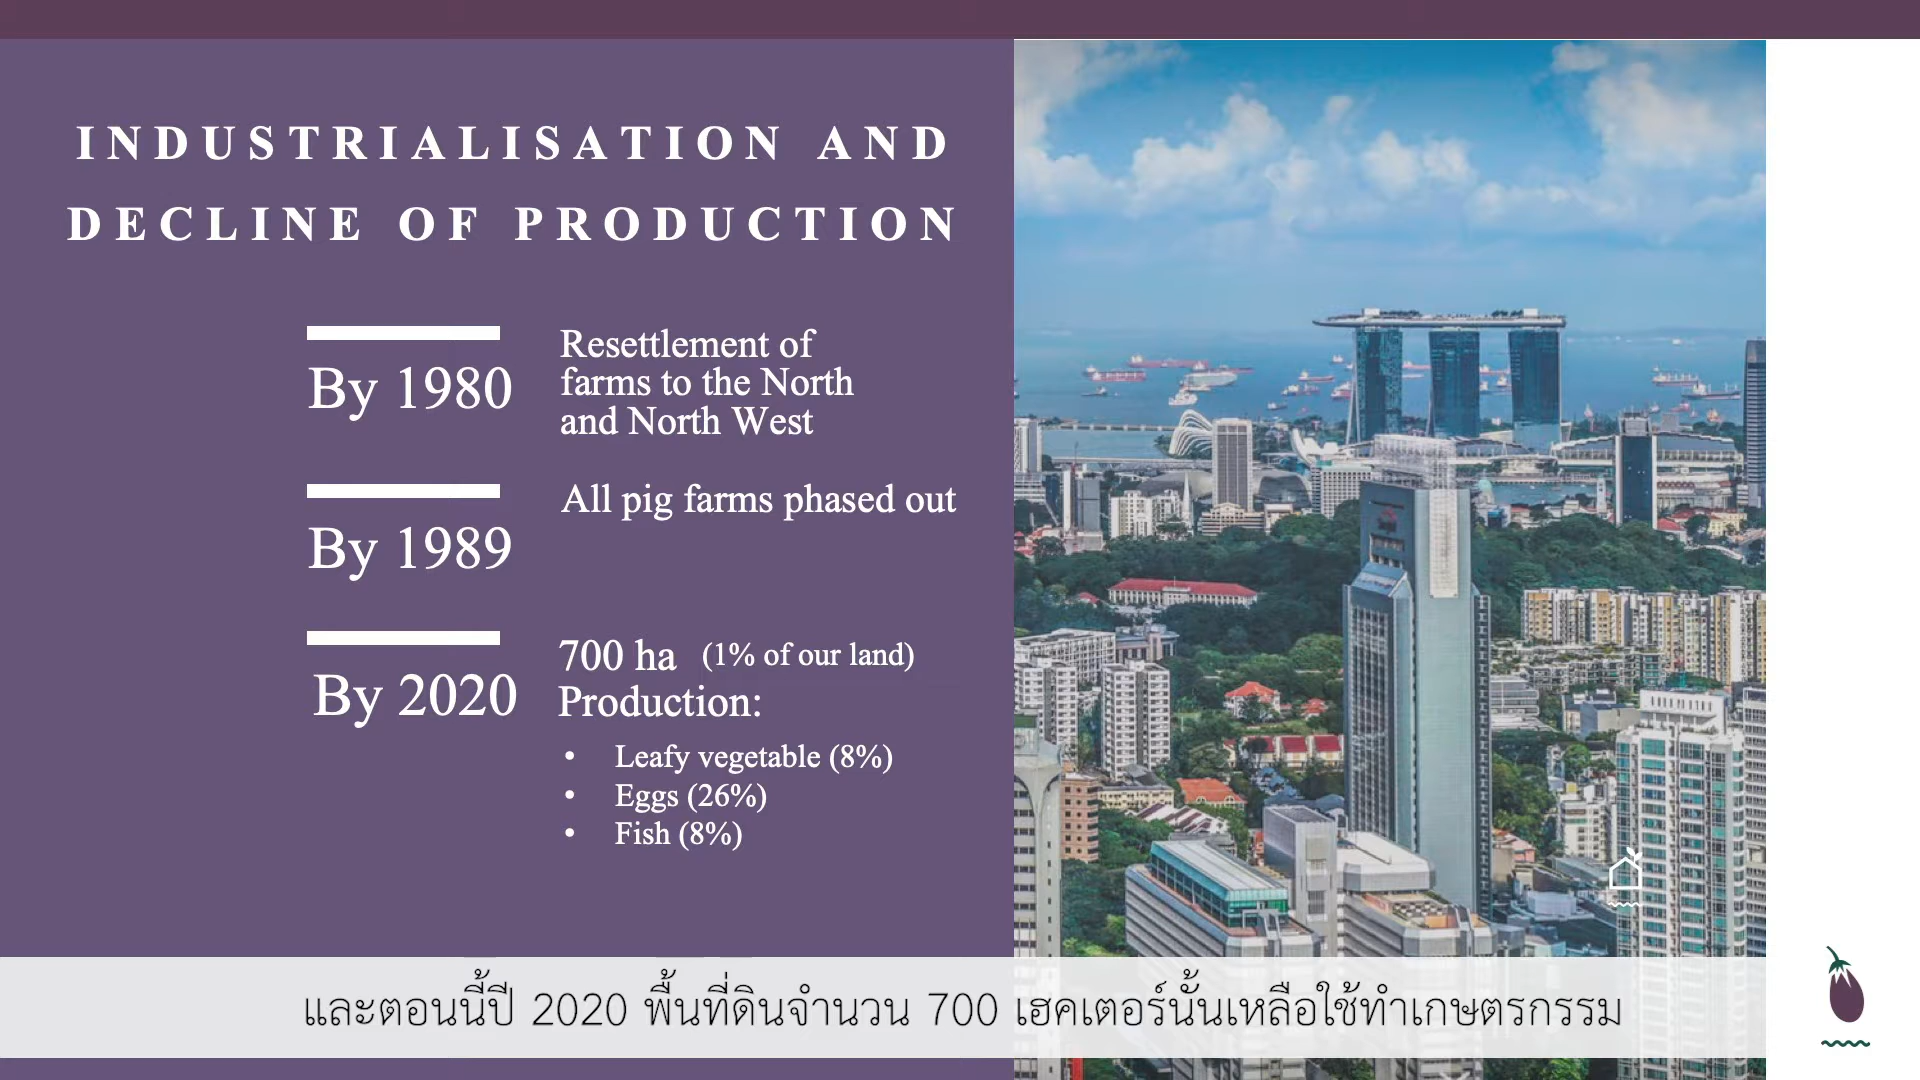 INDUSTRIALISATION AND
DECLINE OF PRODUCTION
By 1980
Resettlement of
farms to the North
and North West
By 1989
All pig farms phased out
By 2020
700 ha (1% of our land)
Production:
• Leafy vegetable (8%)
• Eggs (26%)
• Fish (8%)
และตอนนี้ปี 2020 พื้นที่ดินจำนวน 700 เฮคเตอร์นั้นเหลือใช้ทำเกษตรกรรม